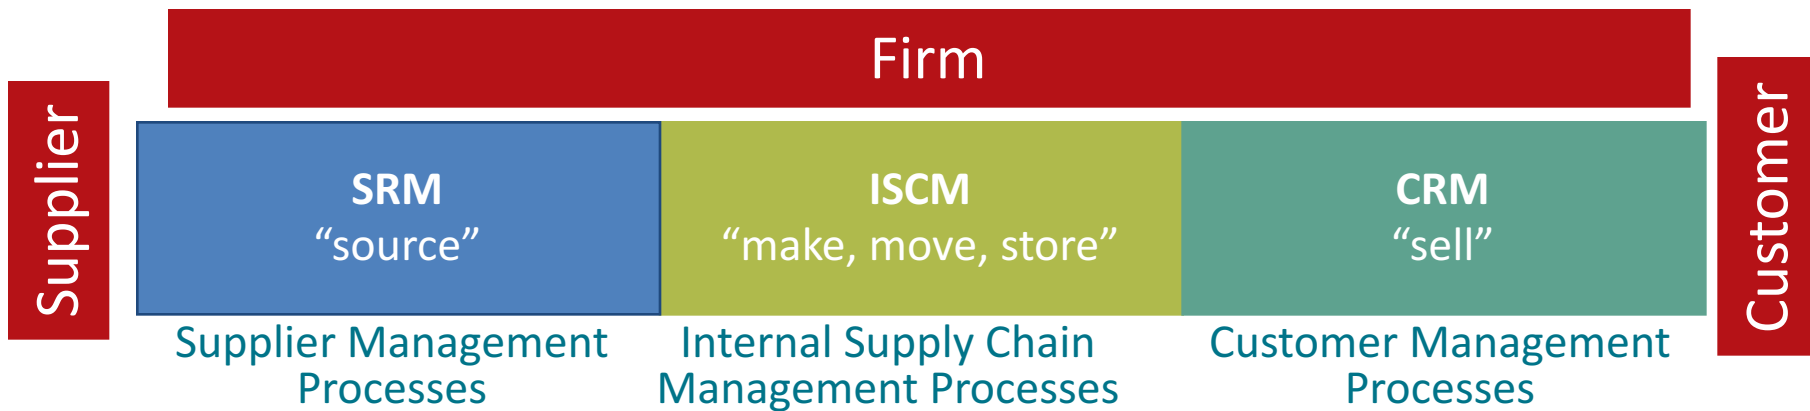 Firm
Supplier
SRM
“source”
ISCM
“make, move, store”
CRM
“sell”
Customer
Supplier Management
Processes
Internal Supply Chain
Management Processes
Customer Management
Processes